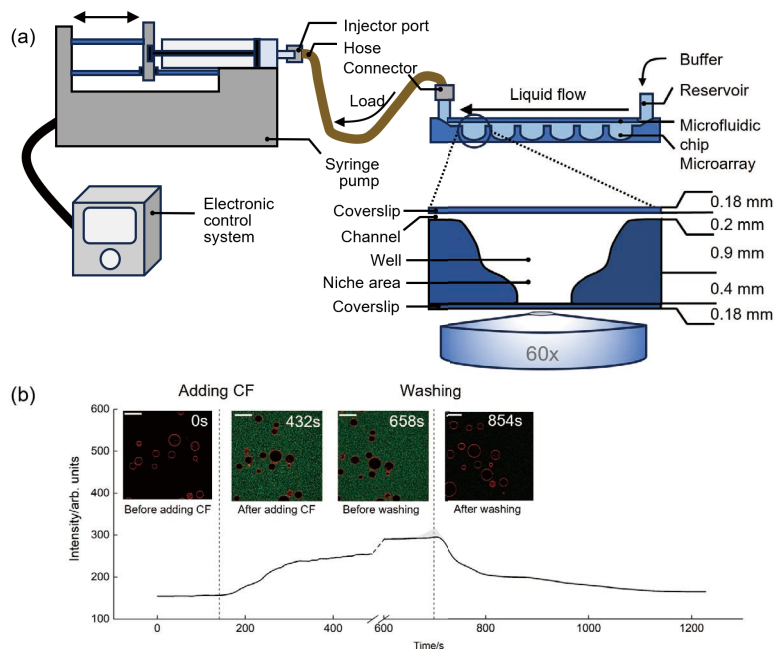 (a)
Injector port
Hose
Connector
Load
Liquid flow
Buffer
Reservoir
Microfluidic
chip
Microarray
Syringe
pump
Electronic
control
system
Coverslip
Channel
Well
Niche area
Coverslip
0.18 mm
0.2 mm
0.9 mm
0.4 mm
0.18 mm
60x
(b)
Adding CF
Washing
0s
432s
658s
854s
Before adding CF
After adding CF
Before washing
After washing
Intensity/arb. units
600
500
400
300
200
100
0
200
400
600
800
1000
1200
Time/s